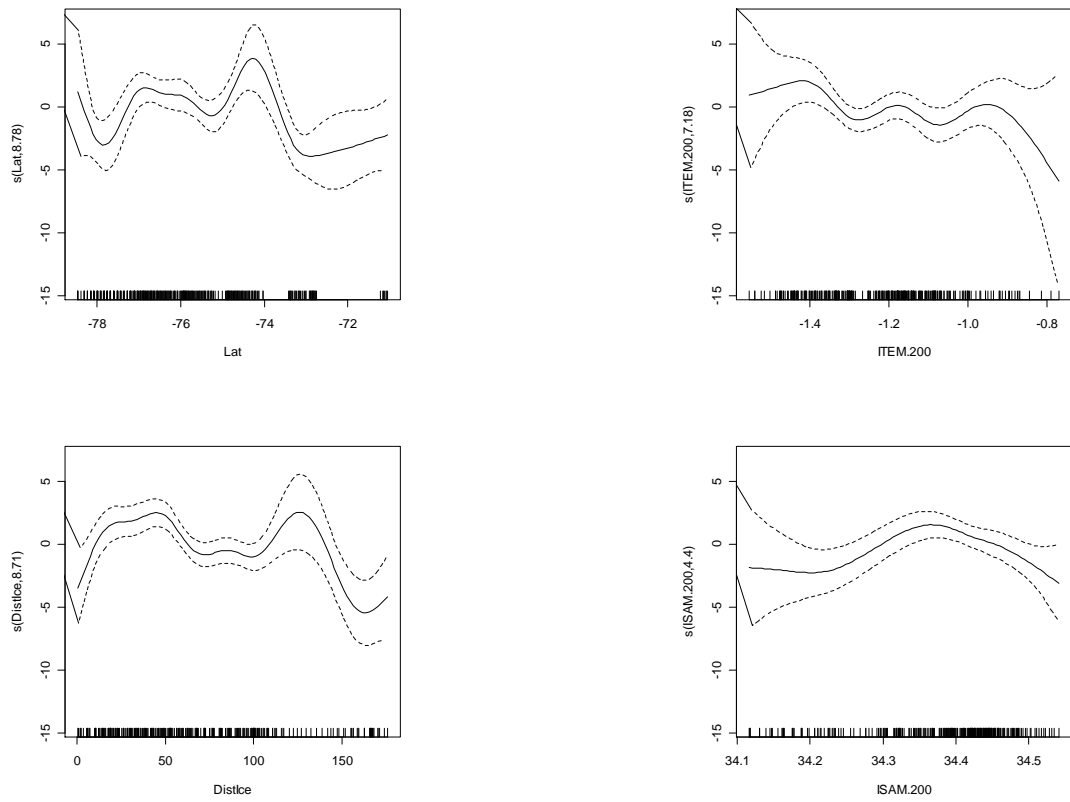 s(Lat,8.78)
5
0
-5
-10
-15
-78 -76 -74 -72
Lat
s(ITEM.200,7.18)
5
0
-5
-10
-15
-1.4 -1.2 -1.0 -0.8
ITEM.200
s(DistIce,8.71)
5
0
-5
-10
-15
0 50 100 150
DistIce
s(ISAM.200,4.4)
5
0
-5
-10
-15
34.1 34.2 34.3 34.4 34.5
ISAM.200